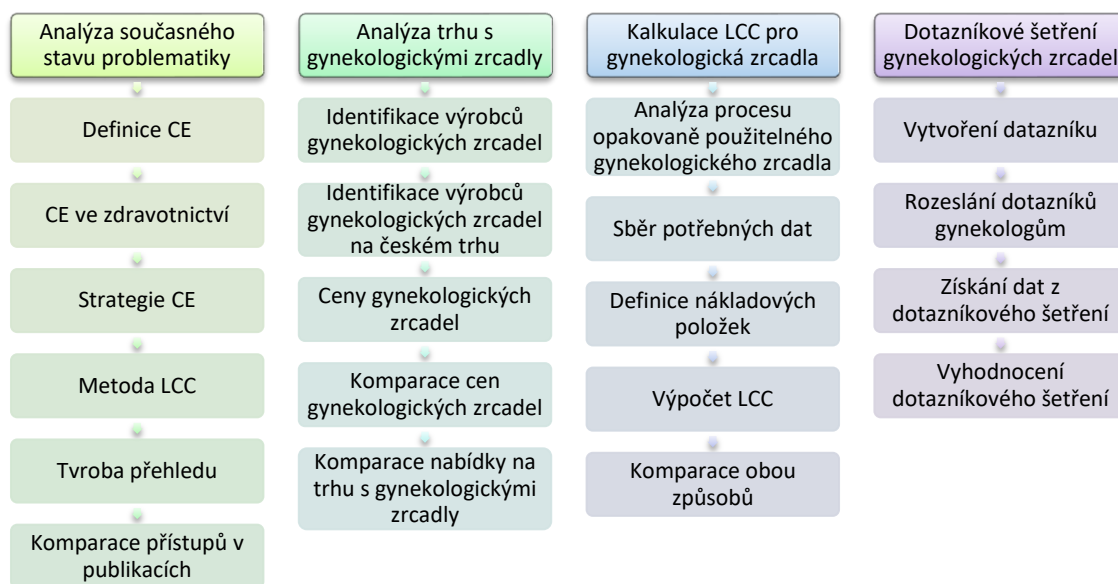 Analýza současného
stavu problematiky
Definice CE
CE ve zdravotnictví
Strategie CE
Metoda LCC
Tvroba přehledu
Komparace přístupů v
publikacích
Analýza trhu s
gynekologickými zrcadly
Identifikace výrobců
gynekologických zrcadel
Identifikace výrobců
gynekologických zrcadel
na českém trhu
Ceny gynekologických
zrcadel
Komparace cen
gynekologických zrcadel
Komparace nabídky na
trhu s gynekologickými
zrcadly
Kalkulace LCC pro
gynekologická zrcadla
Analýza procesu
opakovaně použitelného
gynekologického zrcadla
Sběr potřebných dat
Definice nákladových
položek
Výpočet LCC
Komparace obou
způsobů
Dotazníkové šetření
gynekologických zrcadel
Vytvoření datazníku
Rozeslání dotazníků
gynekologům
Získání dat z
dotazníkového šetření
Vyhodnocení
dotazníkového šetření